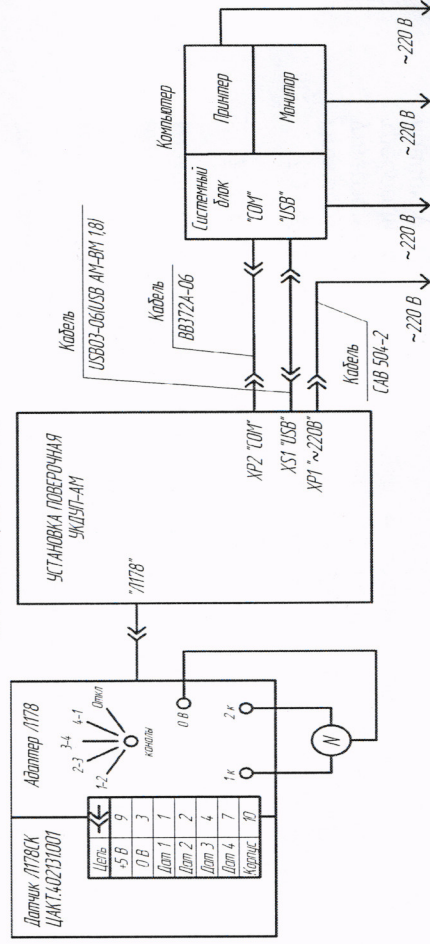 Датчик Л178СК
ЦАКТ.402131.001
Цепь
+5 В 9
0 В 3
Дат 1 1
Дат 2 2
Дат 3 4
Дат 4 7
Корпус 10
Адаптер Л178
1-2
2-3
3-4
4-1
Откл
каналы
0 В
1 к
2 к
N
УСТАНОВКА ПОВЕРОЧНАЯ
УКДУП-АМ
"Л178"
XP2 "COM"
XS1 "USB"
XP1 "~220В"
Кабель
USB03-06(USB AM-BM 1,8)
Кабель
BB372A-06
Кабель
CAB 504-2
Компьютер
Системный
блок
"COM"
"USB"
Принтер
Монитор
~220 В
~220 В
~220 В
~220 В